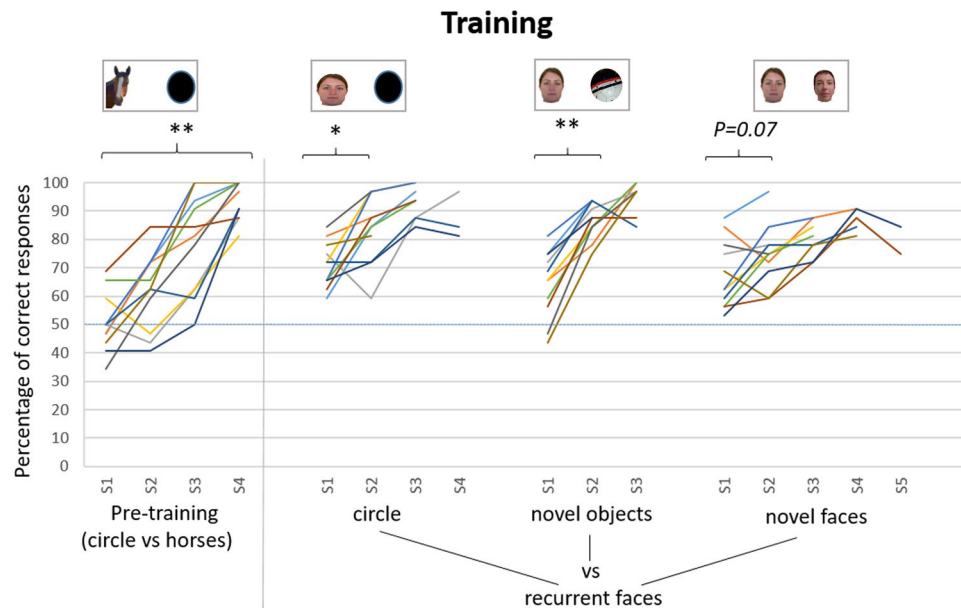 Training
**
*
**
P=0.07
Percentage of correct responses
100
90
80
70
60
50
40
30
20
10
0
S1 S2 S3 S4
S1 S2 S3 S4
S1 S2 S3
S1 S2 S3 S4 S5
Pre-training
(circle vs horses)
circle
novel objects
novel faces
vs
recurrent faces